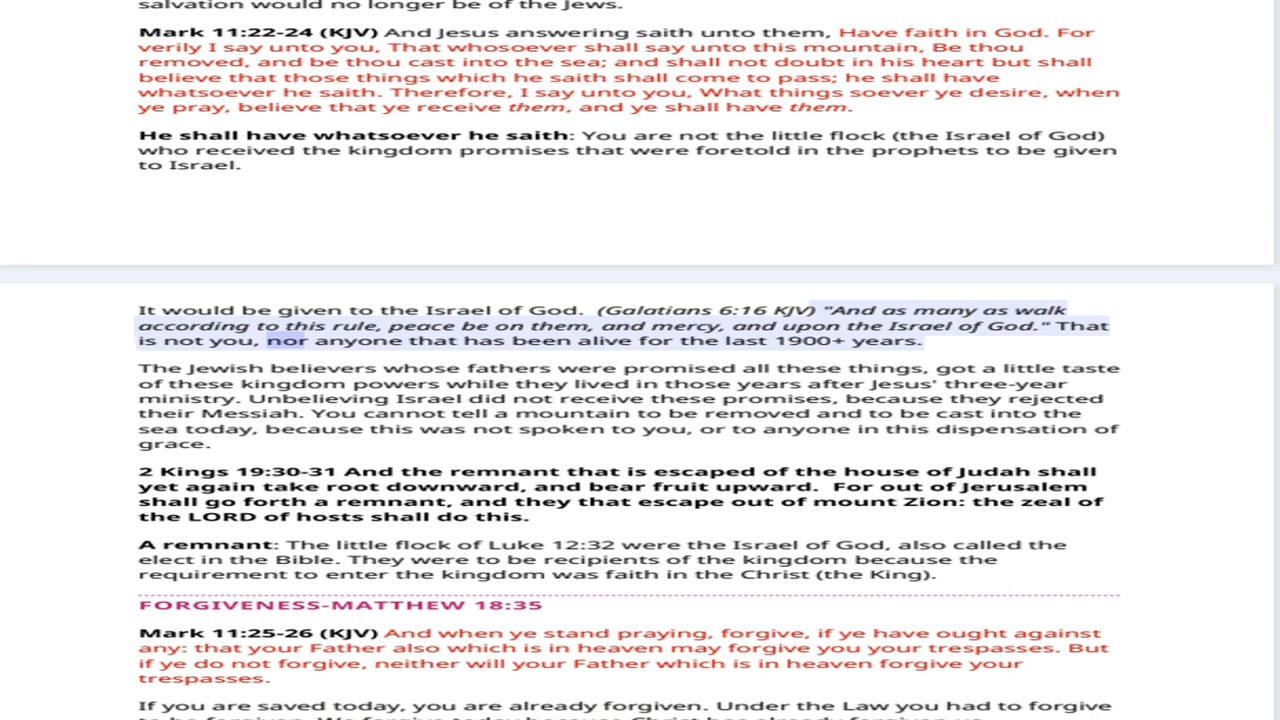 salvation would no longer be of the Jews.
Mark 11:22-24 (KJV) And Jesus answering saith unto them, Have faith in God. For
verily I say unto you, That whosoever shall say unto this mountain, Be thou
removed, and be thou cast into the sea; and shall not doubt in his heart but shall
believe that those things which he saith shall come to pass; he shall have
whatsoever he saith. Therefore, I say unto you, What things soever ye desire, when
ye pray, believe that ye receive them, and ye shall have them.
He shall have whatsoever he saith: You are not the little flock (the Israel of God)
who received the kingdom promises that were foretold in the prophets to be given
to Israel.
It would be given to the Israel of God. (Galatians 6:16 KJV) "And as many as walk
according to this rule, peace be on them, and mercy, and upon the Israel of God." That
is not you, nor anyone that has been alive for the last 1900+ years.
The Jewish believers whose fathers were promised all these things, got a little taste
of these kingdom powers while they lived in those years after Jesus' three-year
ministry. Unbelieving Israel did not receive these promises, because they rejected
their Messiah. You cannot tell a mountain to be removed and to be cast into the
sea today, because this was not spoken to you, or to anyone in this dispensation of
grace.
2 Kings 19:30-31 And the remnant that is escaped of the house of Judah shall
yet again take root downward, and bear fruit upward. For out of Jerusalem
shall go forth a remnant, and they that escape out of mount Zion: the zeal of
the LORD of hosts shall do this.
A remnant: The little flock of Luke 12:32 were the Israel of God, also called the
elect in the Bible. They were to be recipients of the kingdom because the
requirement to enter the kingdom was faith in the Christ (the King).
FORGIVENESS-MATTHEW 18:35
Mark 11:25-26 (KJV) And when ye stand praying, forgive, if ye have ought against
any: that your Father also which is in heaven may forgive you your trespasses. But
if ye do not forgive, neither will your Father which is in heaven forgive your
trespasses.
If you are saved today, you are already forgiven. Under the Law you had to forgive
to be forgiven. We forgive today because Christ has already forgiven us.